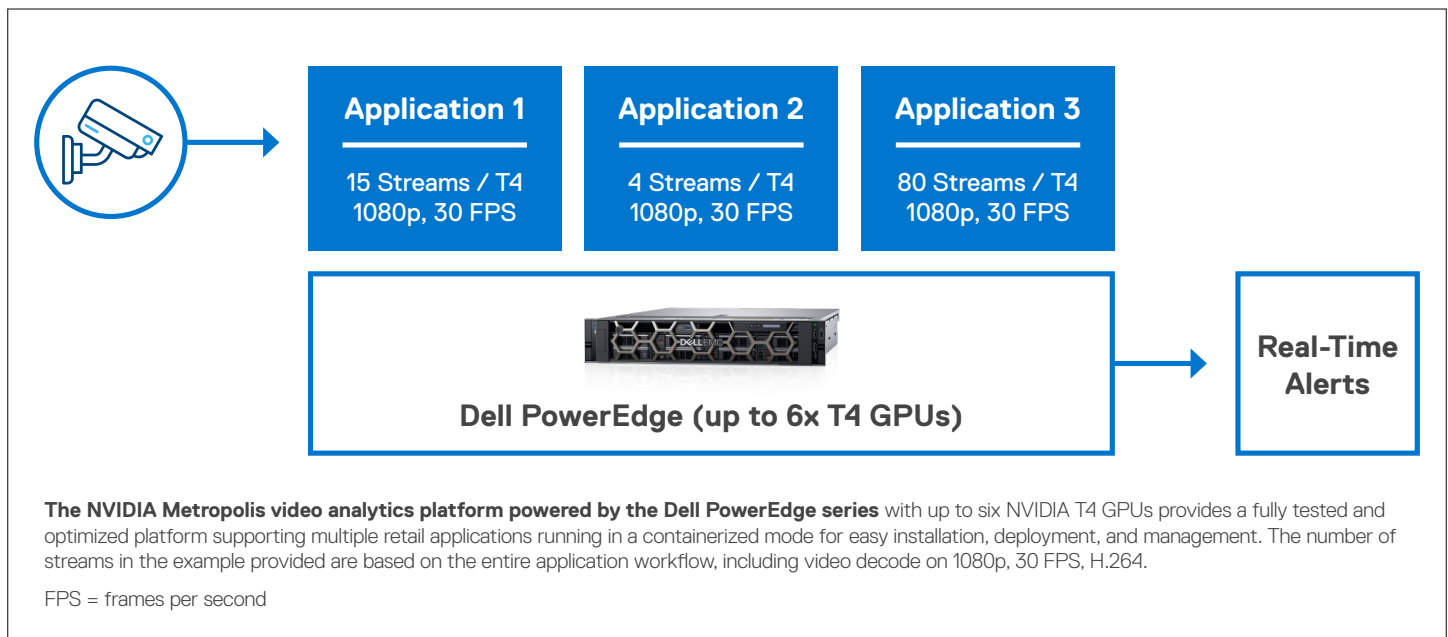 Application 1
15 Streams / T4
1080p, 30 FPS
Application 2
4 Streams / T4
1080p, 30 FPS
Application 3
80 Streams / T4
1080p, 30 FPS
DELLEMC
Dell PowerEdge (up to 6x T4 GPUs)
Real-Time
Alerts
The NVIDIA Metropolis video analytics platform powered by the Dell PowerEdge series with up to six NVIDIA T4 GPUs provides a fully tested and
optimized platform supporting multiple retail applications running in a containerized mode for easy installation, deployment, and management. The number of
streams in the example provided are based on the entire application workflow, including video decode on 1080p, 30 FPS, H.264.
FPS = frames per second